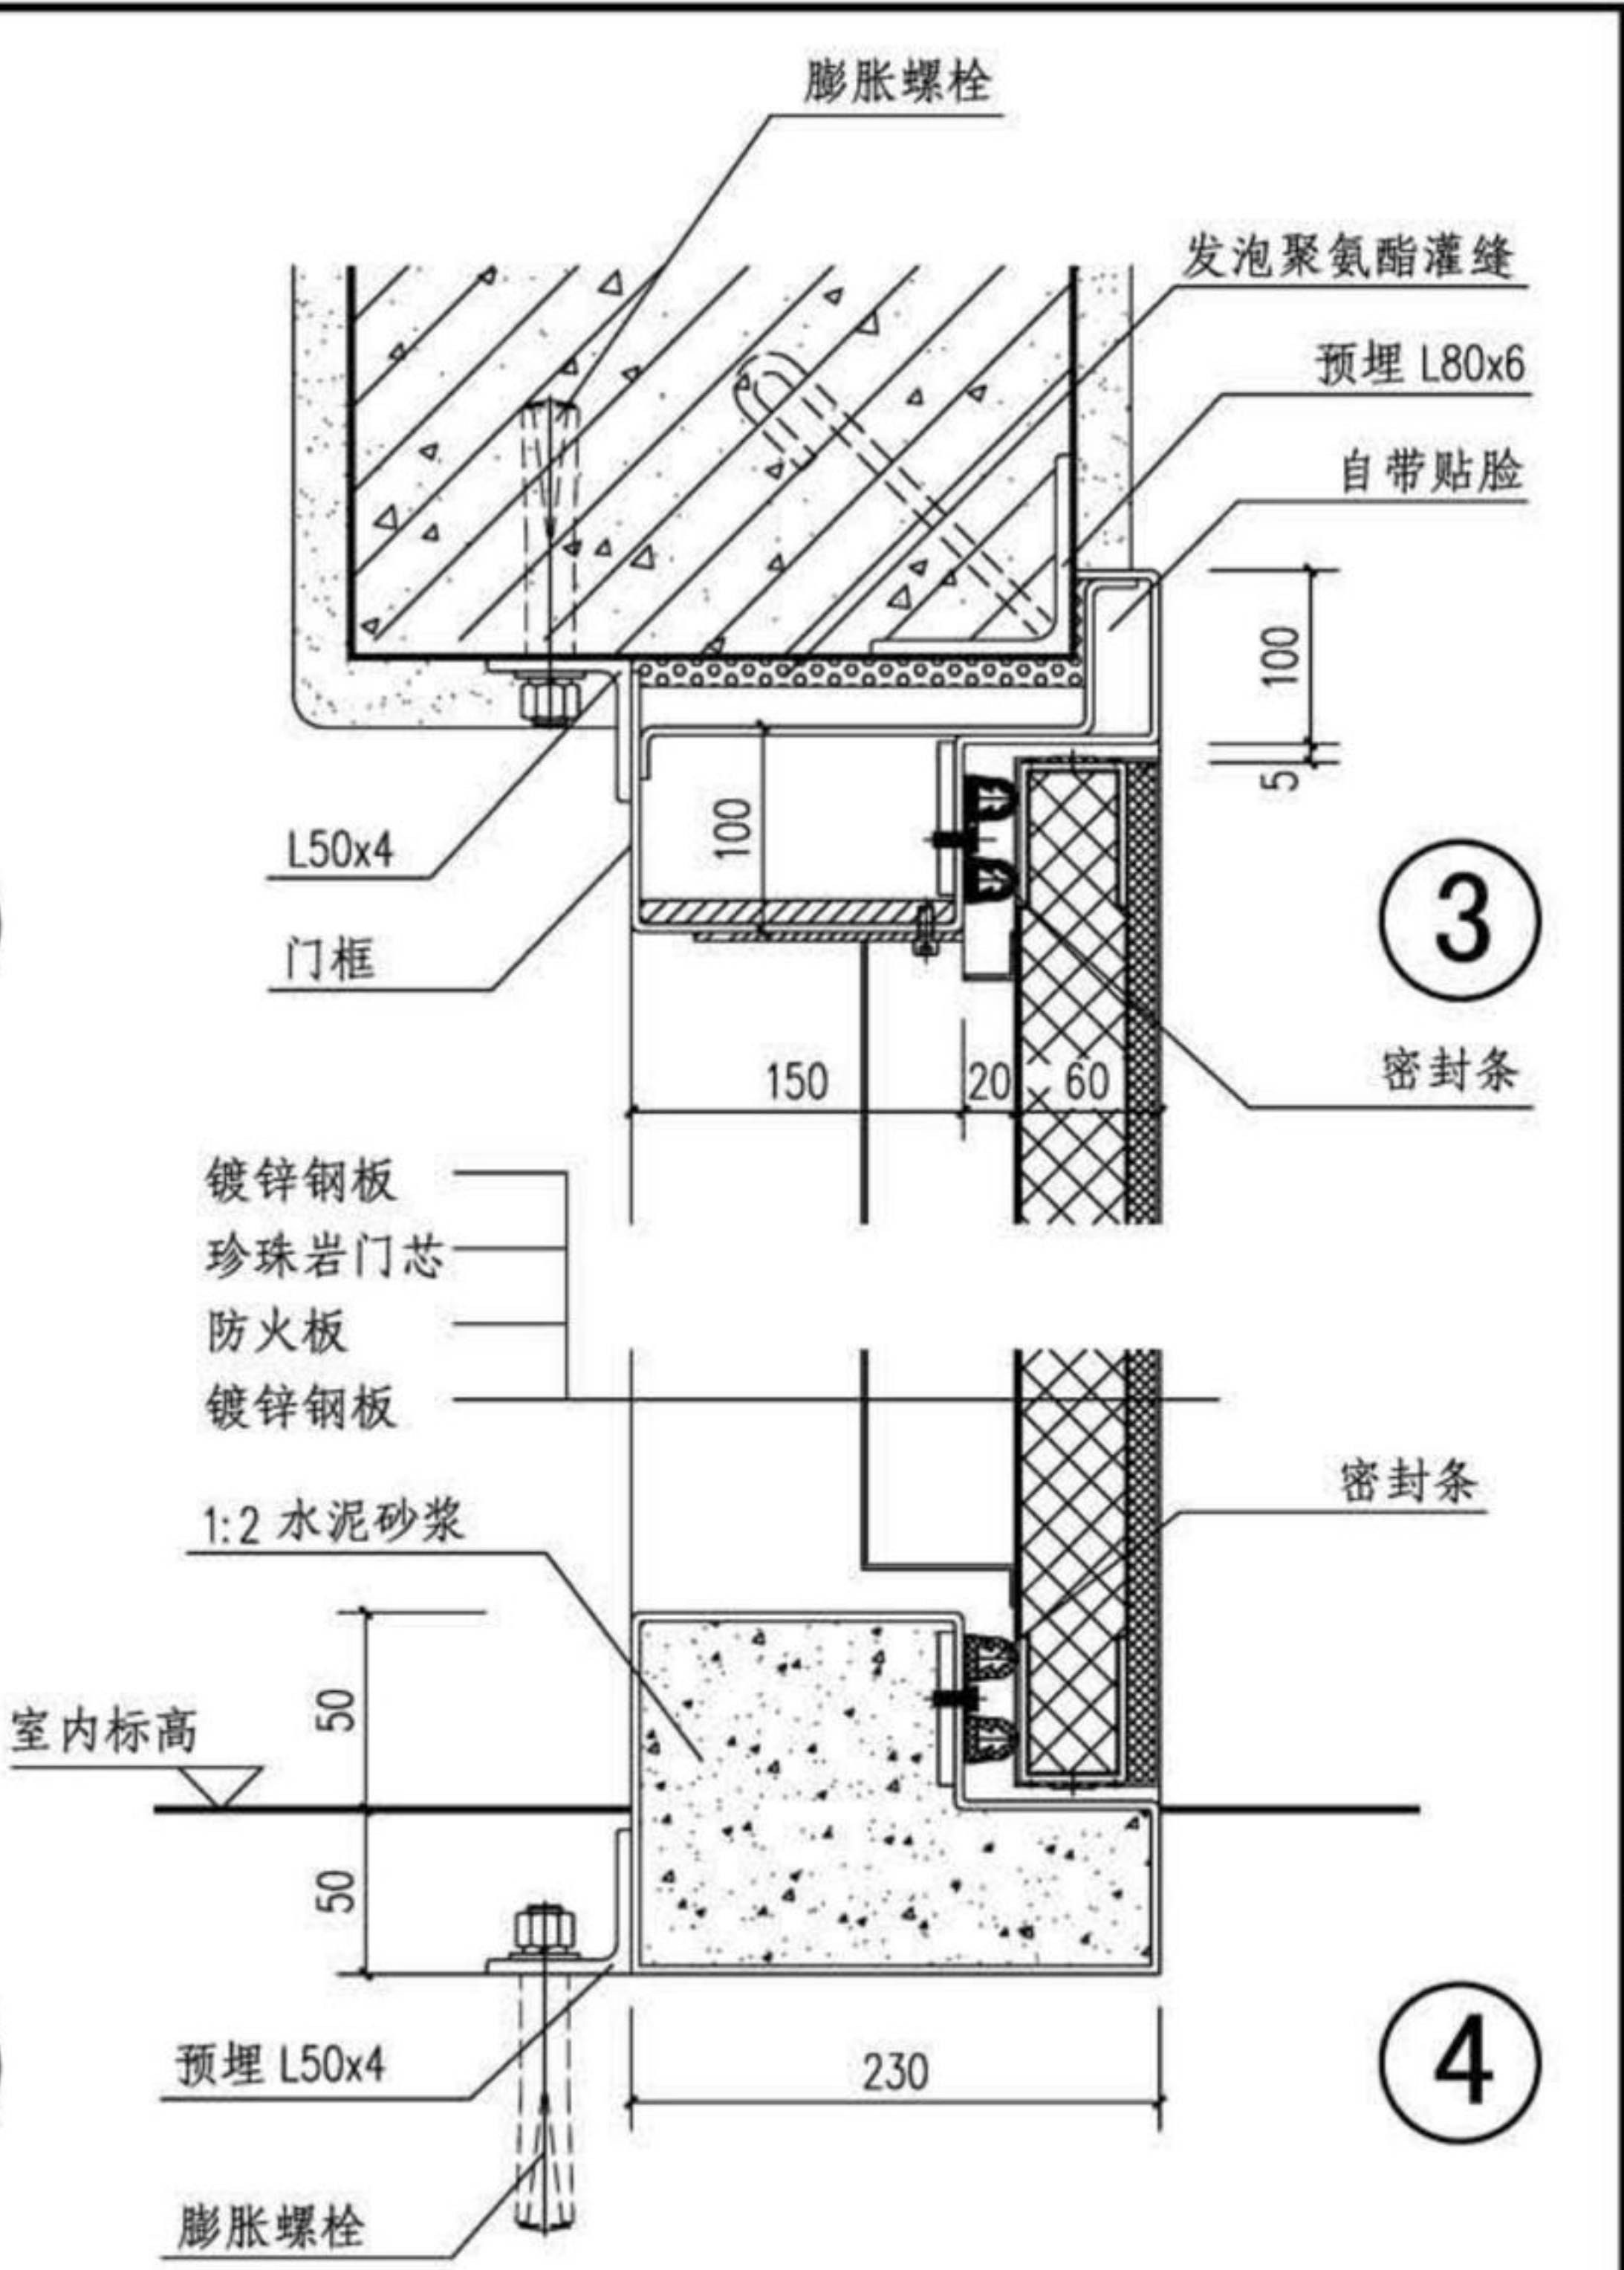 膨胀螺栓
发泡聚氨酯灌缝
预埋 L80x6
自带贴脸
100
5
100
L50x4
门框
3
密封条
150
20
60
镀锌钢板
珍珠岩门芯
防火板
镀锌钢板
密封条
1:2 水泥砂浆
50
室内标高
50
预埋 L50x4
230
4
膨胀螺栓